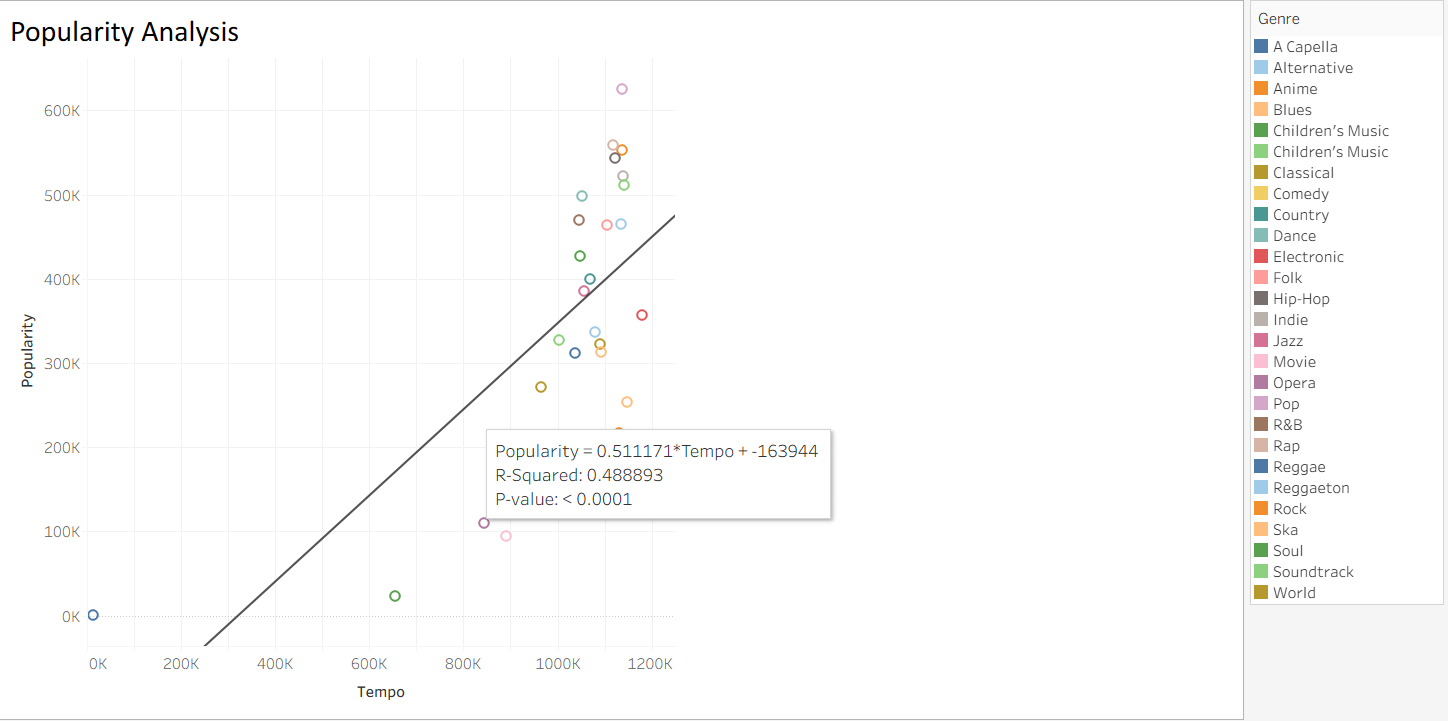 Popularity Analysis
600K
500K
400K
300K
200K
100K
0K
Popularity
0K 200K 400K 600K 800K 1000K 1200K
Tempo
Popularity = 0.511171*Tempo + -163944
R-Squared: 0.488893
P-value: < 0.0001
Genre
A Capella
Alternative
Anime
Blues
Children's Music
Children’s Music
Classical
Comedy
Country
Dance
Electronic
Folk
Hip-Hop
Indie
Jazz
Movie
Opera
Pop
R&B
Rap
Reggae
Reggaeton
Rock
Ska
Soul
Soundtrack
World